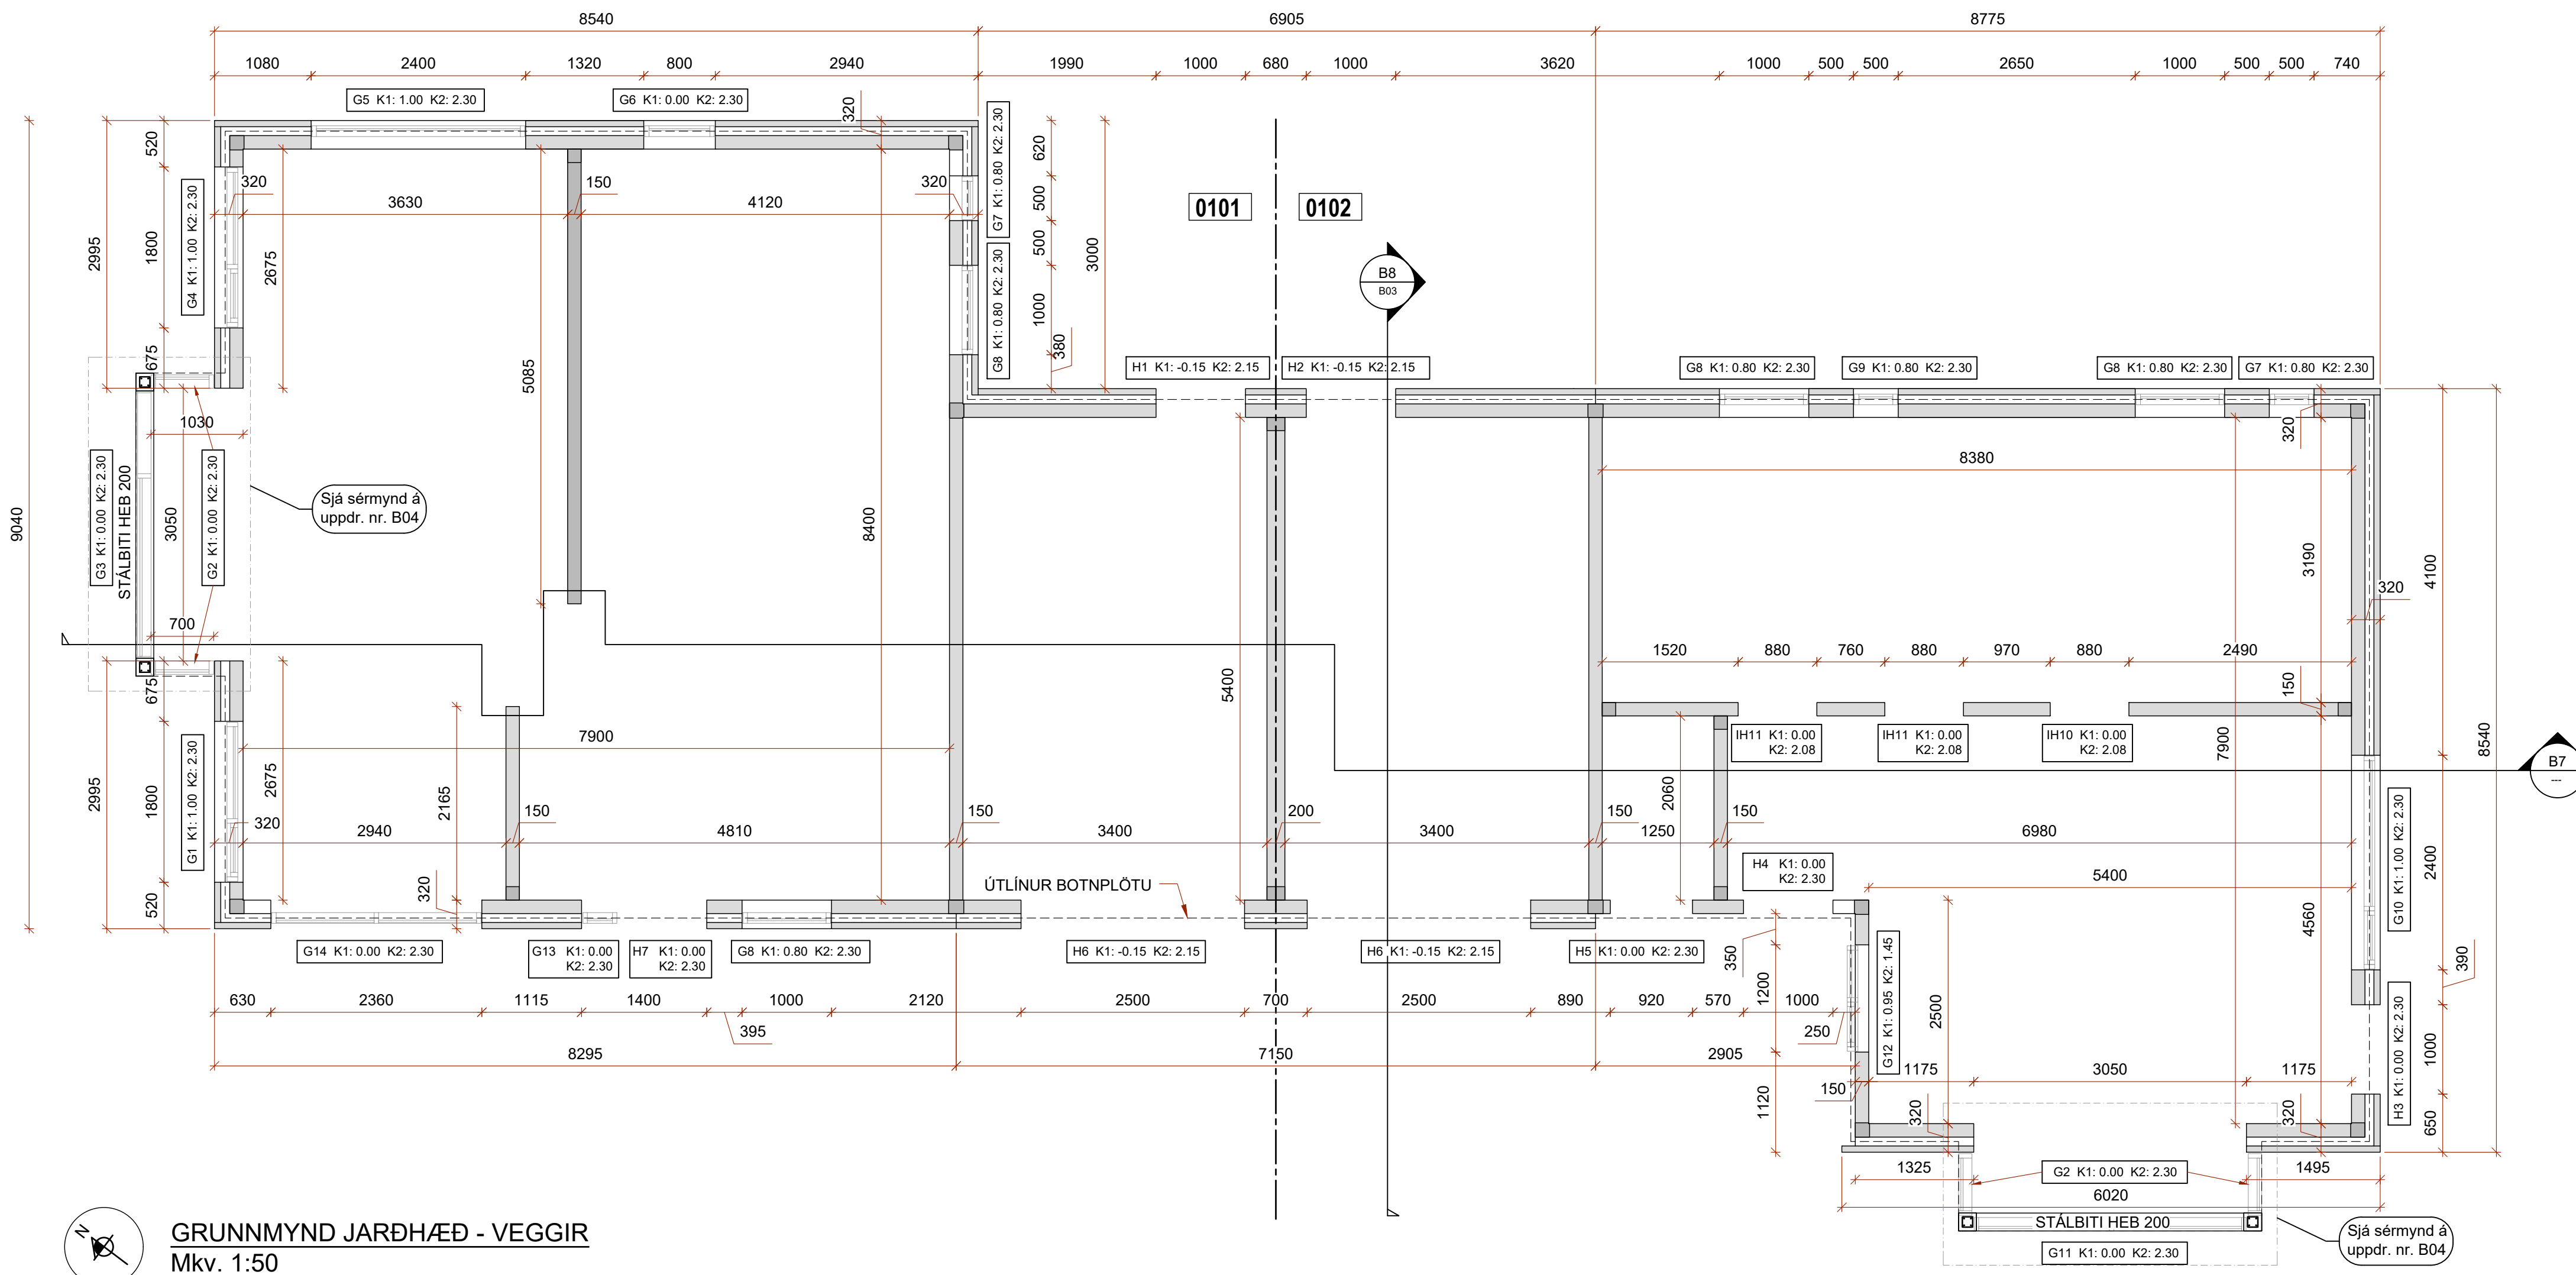 8540 6905 8775
1080 2400 1320 800 2940 1990 1000 680 1000 3620 1000 500 500 2650 1000 500 500 740
G5 K1: 1.00 K2: 2.30
G6 K1: 0.00 K2: 2.30
320
G7 K1: 0.80 K2: 2.30
G8 K1: 0.80 K2: 2.30
620
500
500
1000
380
3000
9040
2995
520
1800
675
G4 K1: 1.00 K2: 2.30
320
2675
3630
150
4120
320
5085
8400
0101
0102
B8
B03
H1 K1: -0.15 K2: 2.15
H2 K1: -0.15 K2: 2.15
G8 K1: 0.80 K2: 2.30
G9 K1: 0.80 K2: 2.30
G8 K1: 0.80 K2: 2.30
G7 K1: 0.80 K2: 2.30
1030
G3 K1: 0.00 K2: 2.30
STÁLBITI HEB 200
3050
G2 K1: 0.00 K2: 2.30
Sjá sérmynd á
uppdr. nr. B04
700
8380
320
3190
320
4100
8540
5400
1520 880 760 880 970 880 2490
150
7900
IH11 K1: 0.00
K2: 2.08
IH11 K1: 0.00
K2: 2.08
IH10 K1: 0.00
K2: 2.08
B7
---
2995
675
1800
520
G1 K1: 1.00 K2: 2.30
320
2675
7900
2165
2940
150
4810
150
3400
200
3400
150
1250
150
6980
2060
320
ÚTLÍNUR BOTNPLÖTU
H4 K1: 0.00
K2: 2.30
5400
4560
G10 K1: 1.00 K2: 2.30
2400
390
G14 K1: 0.00 K2: 2.30
G13 K1: 0.00
K2: 2.30
H7 K1: 0.00
K2: 2.30
G8 K1: 0.80 K2: 2.30
H6 K1: -0.15 K2: 2.15
H6 K1: -0.15 K2: 2.15
H5 K1: 0.00 K2: 2.30
350
1200
1120
G12 K1: 0.95 K2: 1.45
2500
H3 K1: 0.00 K2: 2.30
1000
650
630 2360 1115 1400 1000 2120 2500 700 2500 890 920 570 1000
395
250
8295 7150 2905
150
1175 3050 1175
320
320
320
1325
G2 K1: 0.00 K2: 2.30
1495
6020
STÁLBITI HEB 200
G11 K1: 0.00 K2: 2.30
Sjá sérmynd á
uppdr. nr. B04
N
GRUNNMYND JARÐHÆÐ - VEGGIR
Mkv. 1:50